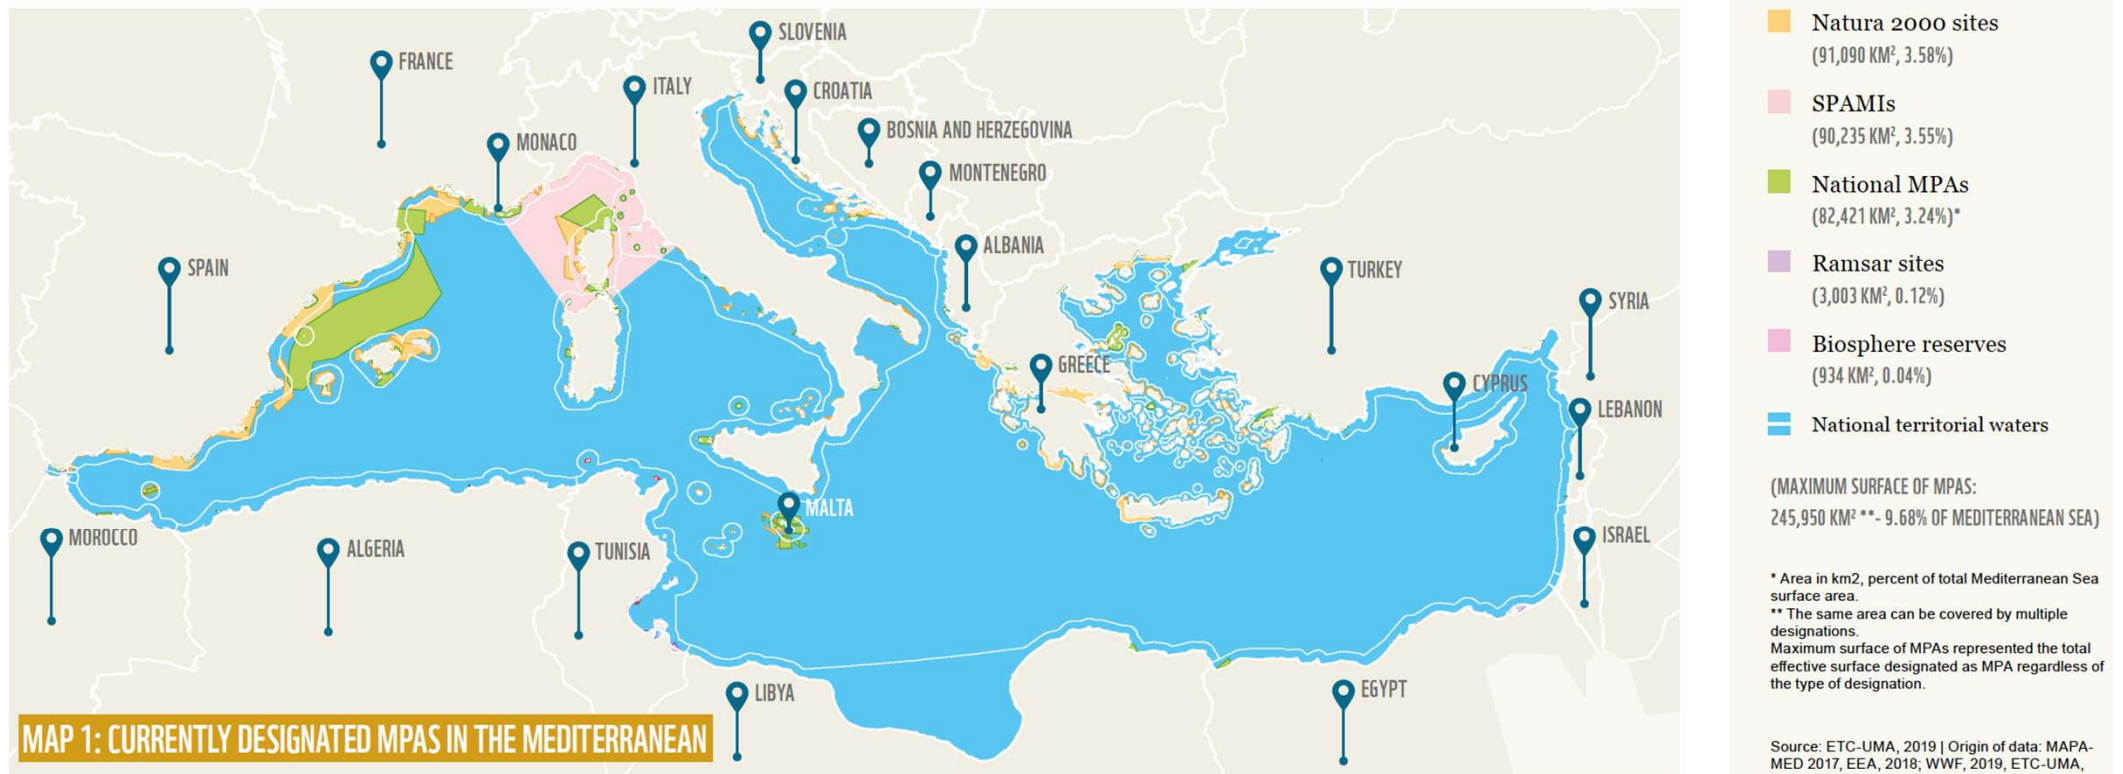 SLOVENIA
FRANCE
ITALY
CROATIA
BOSNIA AND HERZEGOVINA
MONACO
MONTENEGRO
ALBANIA
SPAIN
TURKEY
SYRIA
GREECE
CYPRUS
LEBANON
MALTA
MOROCCO
ALGERIA
TUNISIA
ISRAEL
LIBYA
EGYPT
MAP 1: CURRENTLY DESIGNATED MPAS IN THE MEDITERRANEAN
Natura 2000 sites
(91,090 KM², 3.58%)
SPAMIs
(90,235 KM², 3.55%)
National MPAs
(82,421 KM², 3.24%)*
Ramsar sites
(3,003 KM², 0.12%)
Biosphere reserves
(934 KM², 0.04%)
National territorial waters
(MAXIMUM SURFACE OF MPAS:
245,950 KM² **- 9.68% OF MEDITERRANEAN SEA)
* Area in km2, percent of total Mediterranean Sea
surface area.
** The same area can be covered by multiple
designations.
Maximum surface of MPAs represented the total
effective surface designated as MPA regardless of
the type of designation.
Source: ETC-UMA, 2019 | Origin of data: MAPA-
MED 2017, EEA, 2018; WWF, 2019, ETC-UMA,